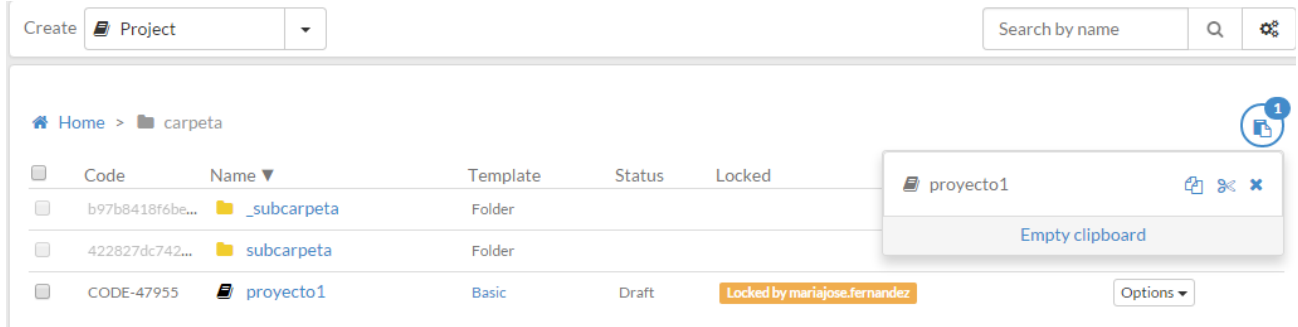 Create Project Search by name
Home > carpeta 1
Code Name ▼ Template Status Locked
proyecto1
b97b8418f6be... _subcarpeta Folder
Empty clipboard
422827dc742... subcarpeta Folder
CODE-47955 proyecto1 Basic Draft Locked by mariajose.fernandez Options